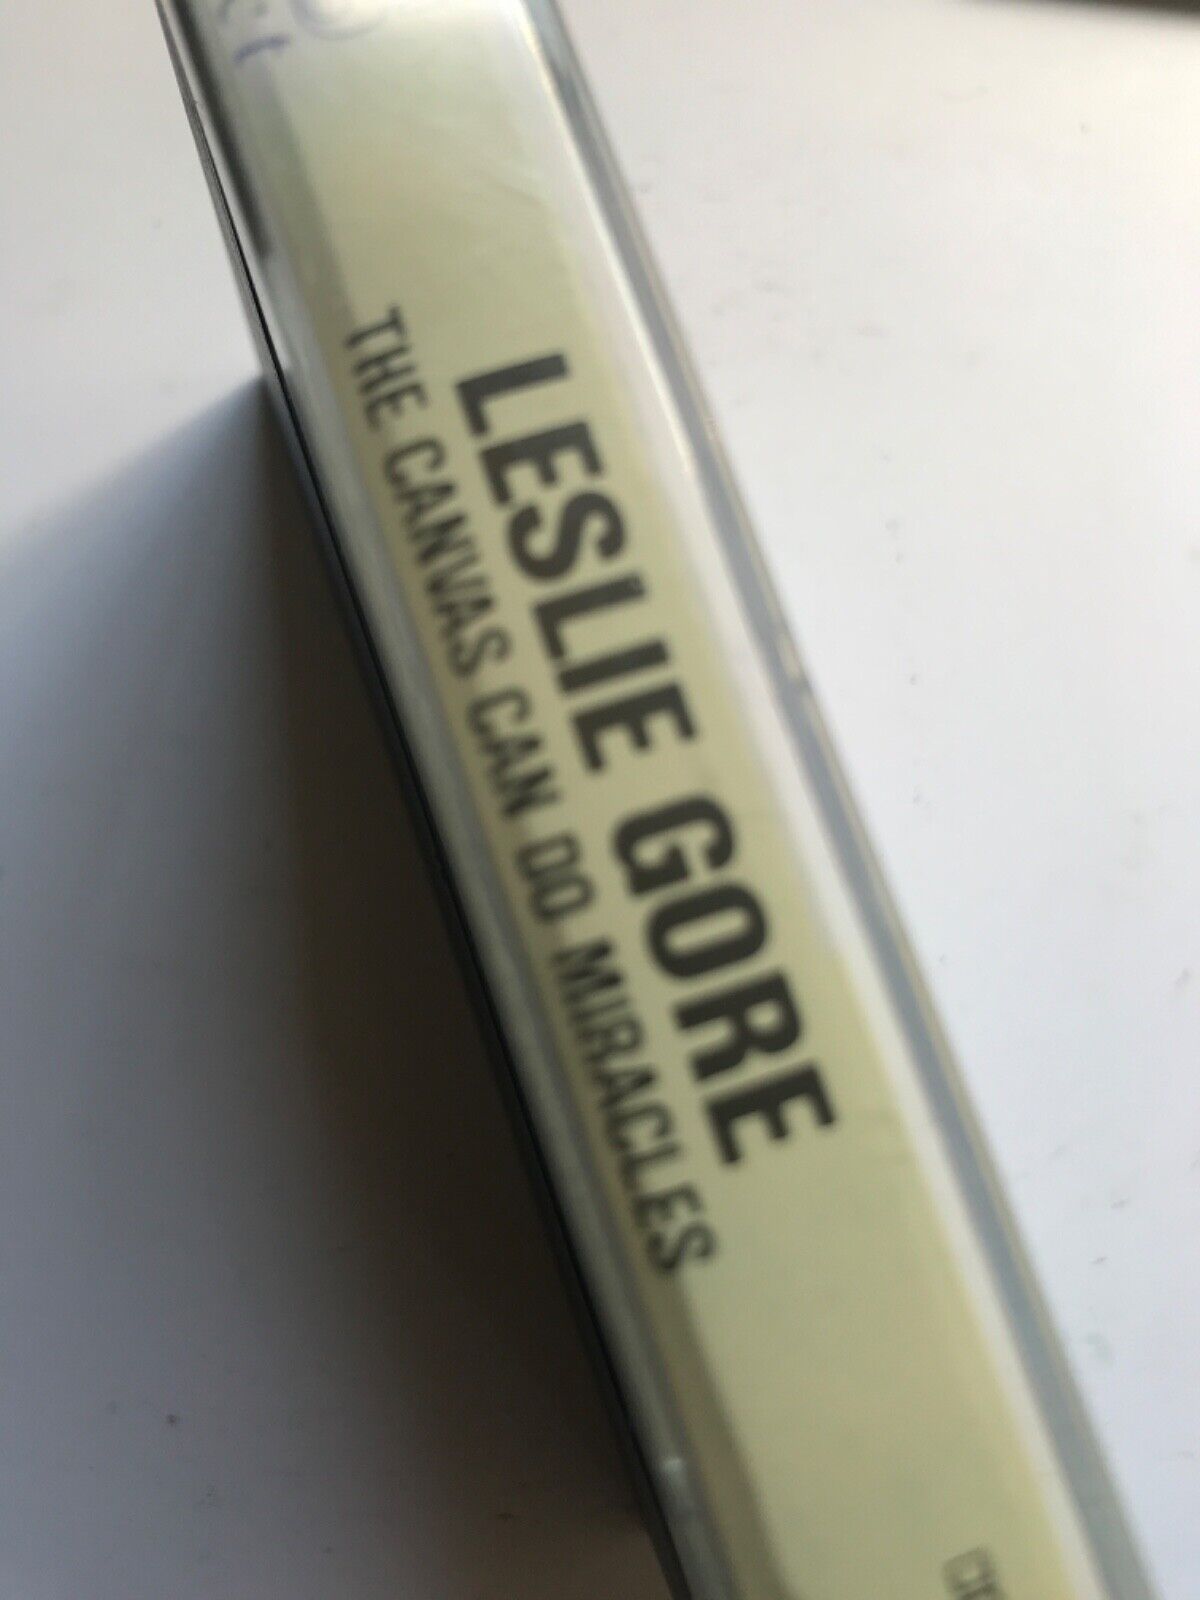 LESLIE GORE
THE CANVAS CAN DO MIRACLES